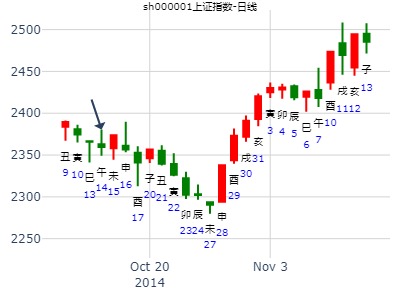 sh000001上证指数-日线
2500
2450
2400
2350
2300
2250
丑 9
寅 10
巳 13
午 14
未 15
申 16
酉 17
子 20
丑 21
寅 22
卯 23
辰 24
未 27
申 28
酉 29
戌 30
亥 31
寅 3
卯 4
辰 5
巳 6
午 7
酉 10
戌 11
亥 12
子 13
Oct 20
2014
Nov 3